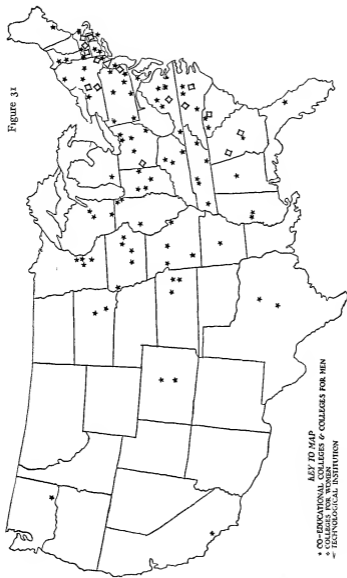 Figure 31
KEY TO MAP
★ CO-EDUCATIONAL COLLEGES & COLLEGES FOR MEN
◇ COLLEGES FOR WOMEN
TECHNOLOGICAL INSTITUTION